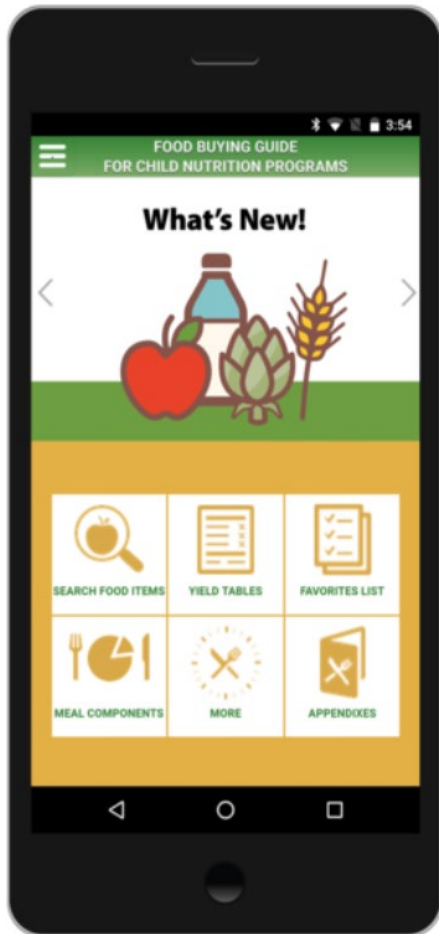 3:54
FOOD BUYING GUIDE
FOR CHILD NUTRITION PROGRAMS
What's New!
SEARCH FOOD ITEMS
YIELD TABLES
FAVORITES LIST
MEAL COMPONENTS
MORE
APPENDIXES